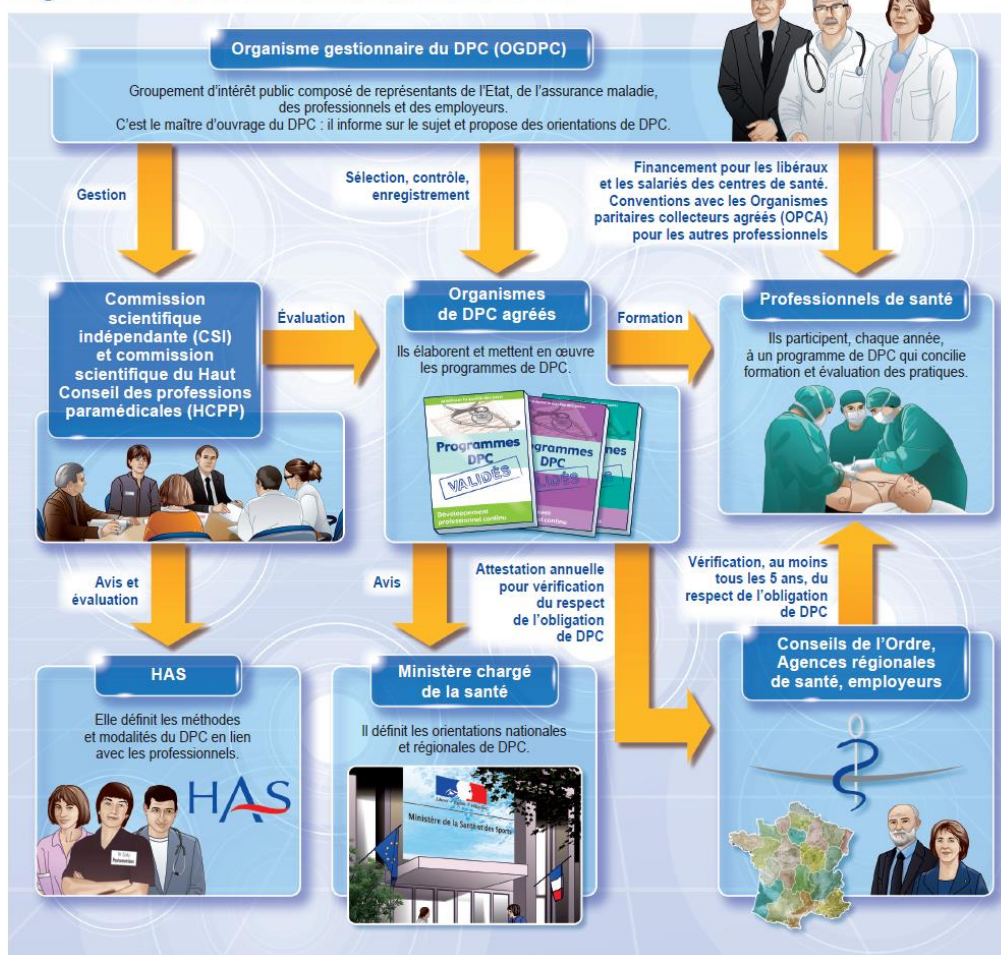 Organisme gestionnaire du DPC (OGDPC)
Groupement d'intérêt public composé de représentants de l'Etat, de l'assurance maladie,
des professionnels et des employeurs.
C'est le maître d'ouvrage du DPC : il informe sur le sujet et propose des orientations de DPC.
Gestion
Sélection, contrôle,
enregistrement
Financement pour les libéraux
et les salariés des centres de santé.
Conventions avec les Organismes
paritaires collecteurs agréés (OPCA)
pour les autres professionnels
Commission
scientifique
indépendante (CSI)
et commission
scientifique du Haut
Conseil des professions
paramédicales (HCPP)
Évaluation
Organismes
de DPC agréés
Ils élaborent et mettent en œuvre
les programmes de DPC.
Programmes
DPC
VALIDÉS
Développement
professionnel continu
Formation
Professionnels de santé
Ils participent, chaque année,
à un programme de DPC qui concilie
formation et évaluation des pratiques.
Avis et
évaluation
Avis
Attestation annuelle
pour vérification
du respect
de l'obligation
de DPC
Vérification, au moins
tous les 5 ans, du
respect de l'obligation
de DPC
HAS
Elle définit les méthodes
et modalités du DPC en lien
avec les professionnels.
HAS
Ministère chargé
de la santé
Il définit les orientations nationales
et régionales de DPC.
Ministère de la Santé et des Sports
Conseils de l'Ordre,
Agences régionales
de santé, employeurs